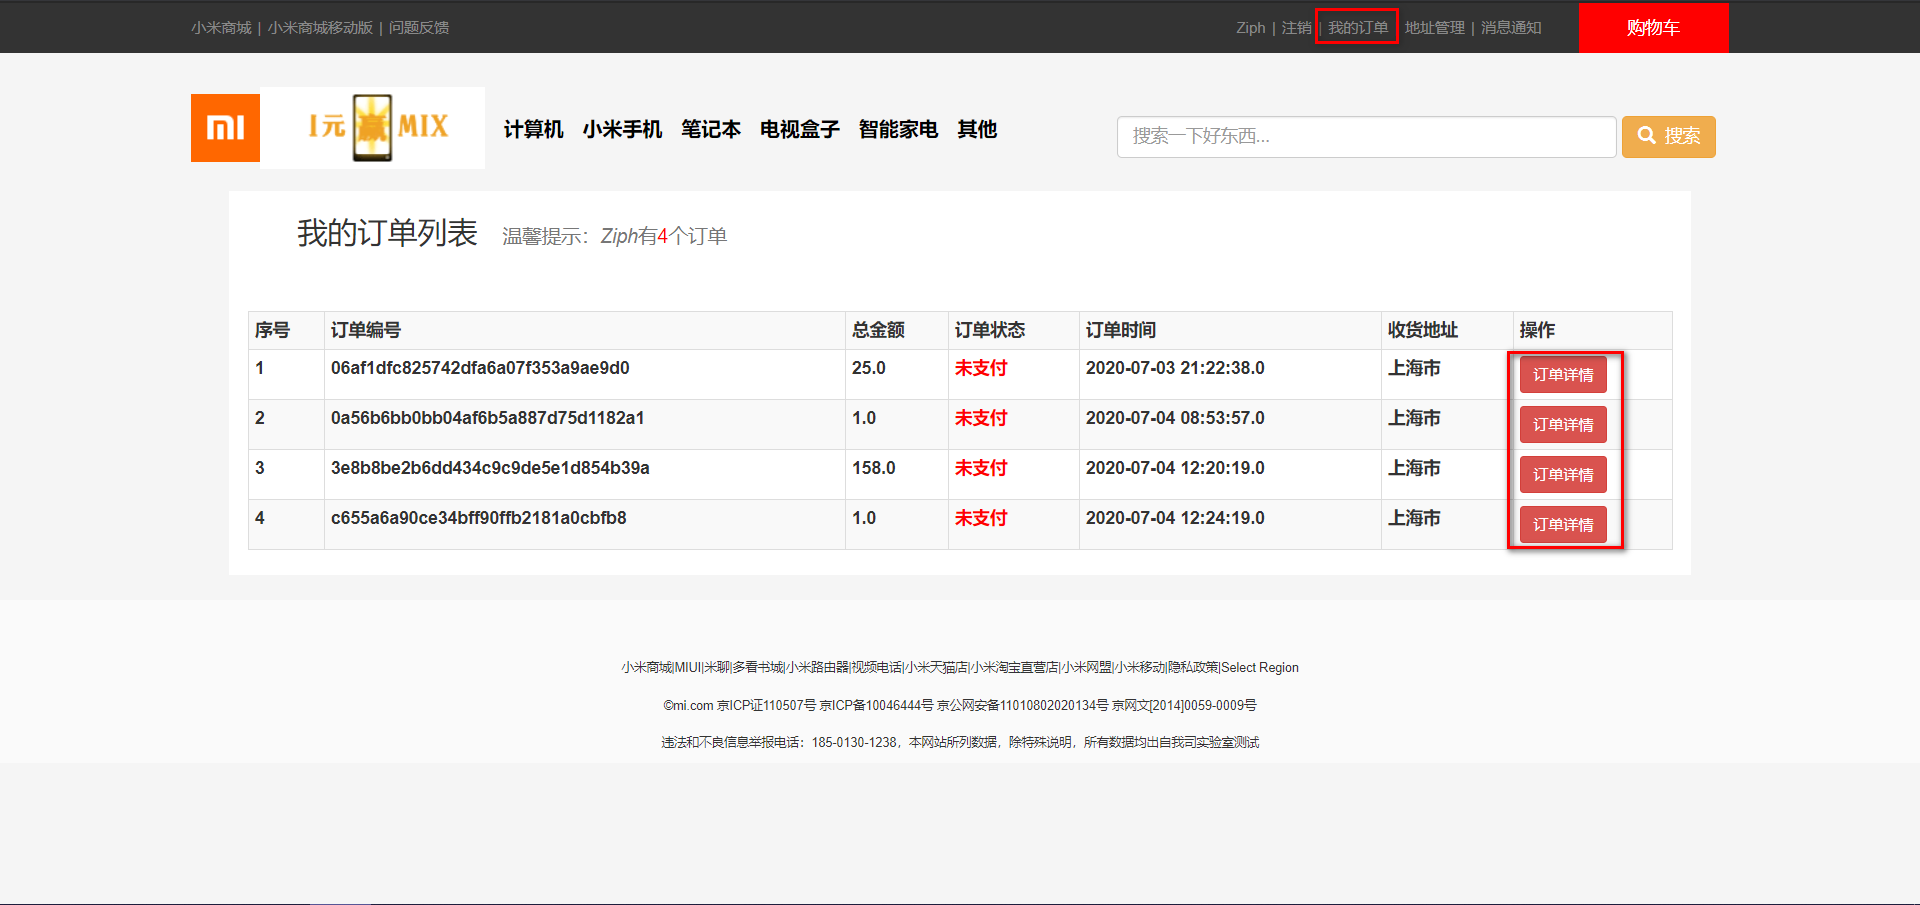 小米商城 | 小米商城移动版 | 问题反馈
Ziph | 注销 | 我的订单 地址管理 | 消息通知
购物车
mi
1元赢MIX
计算机 小米手机 笔记本 电视盒子 智能家电 其他
搜索一下好东西...
搜索
我的订单列表 温馨提示：Ziph有4个订单
序号 订单编号 总金额 订单状态 订单时间 收货地址 操作
1 06af1dfc825742dfa6a07f353a9ae9d0 25.0 未支付 2020-07-03 21:22:38.0 上海市 订单详情
2 0a56b6bb0bb04af6b5a887d75d1182a1 1.0 未支付 2020-07-04 08:53:57.0 上海市 订单详情
3 3e8b8be2b6dd434c9c9de5e1d854b39a 158.0 未支付 2020-07-04 12:20:19.0 上海市 订单详情
4 c655a6a90ce34bff90ffb2181a0cbfb8 1.0 未支付 2020-07-04 12:24:19.0 上海市 订单详情
小米商城|MIUI|米聊|多看书城|小米路由器|视频电话|小米天猫店|小米淘宝直营店|小米网盟|小米移动|隐私政策|Select Region
©mi.com 京ICP证110507号 京ICP备10046444号 京公网安备11010802020134号 京网文[2014]0059-0009号
违法和不良信息举报电话：185-0130-1238，本网站所列数据，除特殊说明，所有数据均出自我司实验室测试